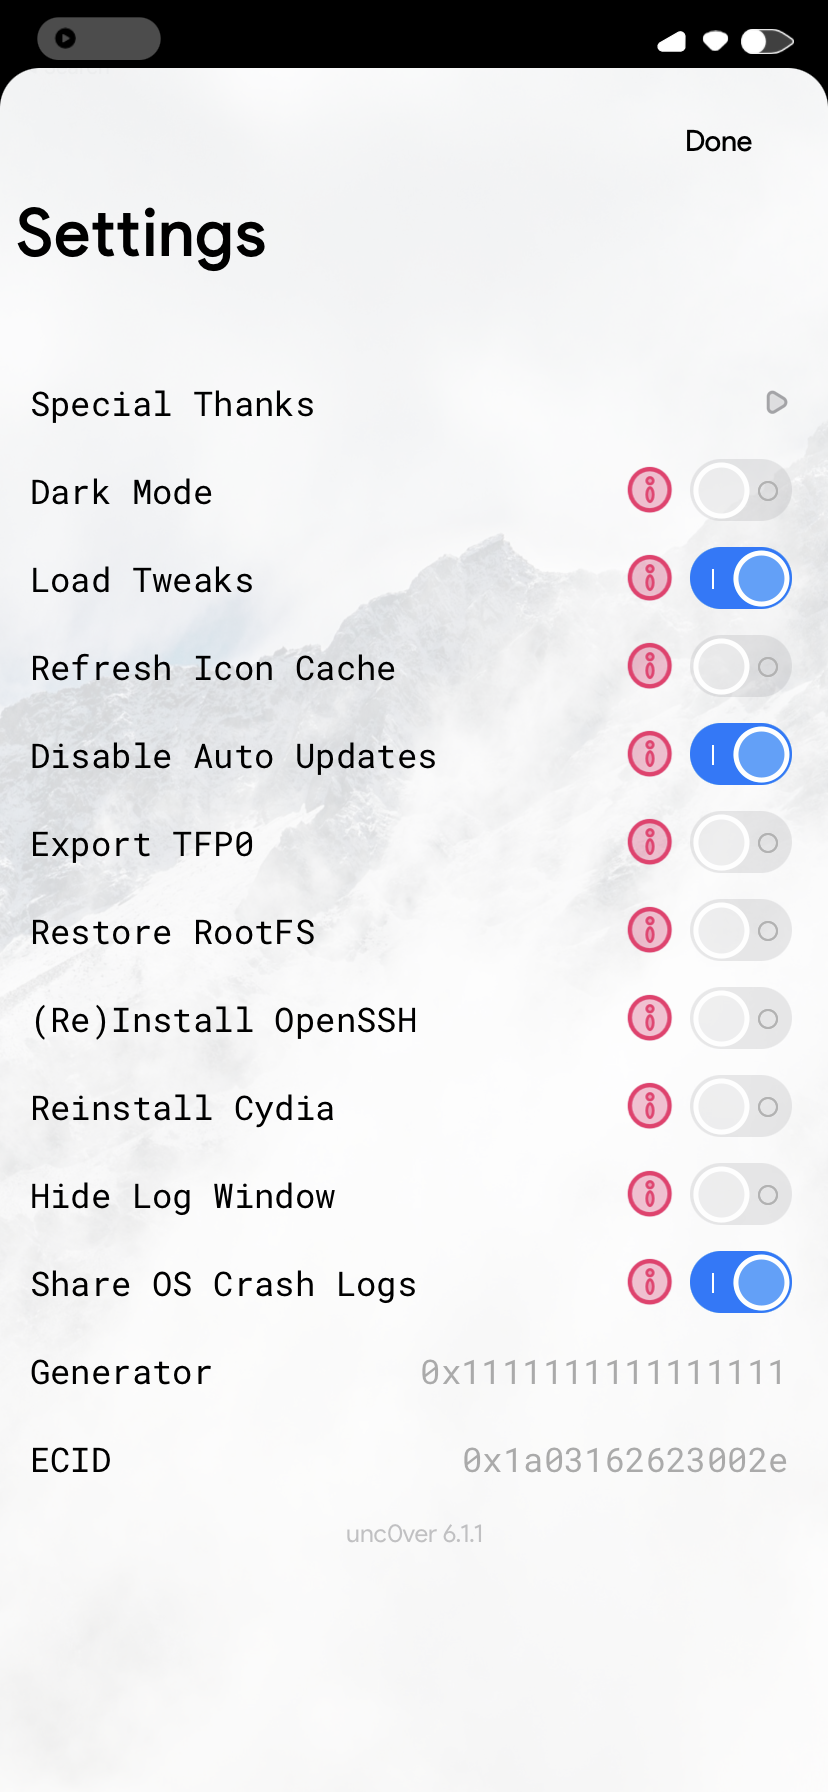 Done
Settings
Special Thanks
Dark Mode
Load Tweaks
Refresh Icon Cache
Disable Auto Updates
Export TFP0
Restore RootFS
(Re)Install OpenSSH
Reinstall Cydia
Hide Log Window
Share OS Crash Logs
Generator 0x1111111111111111
ECID 0x1a03162623002e
unc0ver 6.1.1